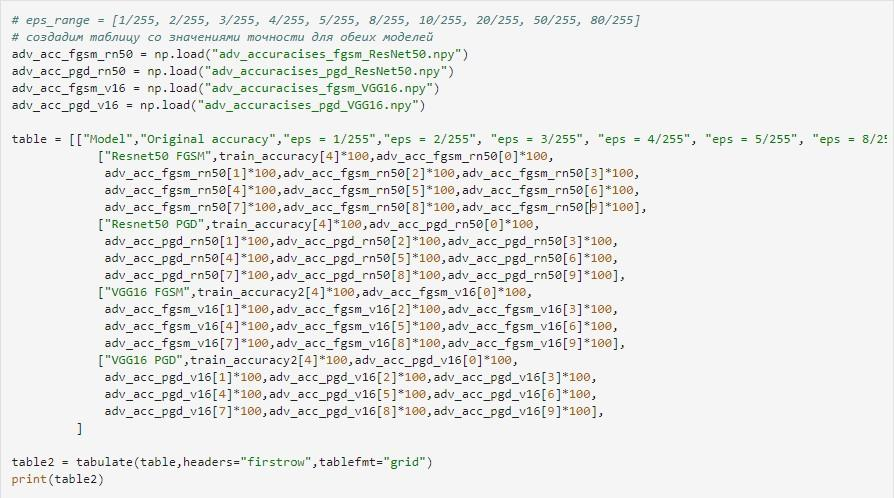 # eps_range = [1/255, 2/255, 3/255, 4/255, 5/255, 8/255, 10/255, 20/255, 50/255, 80/255]
# создадим таблицу со значениями точности для обеих моделей
adv_acc_fgsm_rn50 = np.load("adv_accuracises_fgsm_ResNet50.npy")
adv_acc_pgd_rn50 = np.load("adv_accuracises_pgd_ResNet50.npy")
adv_acc_fgsm_v16 = np.load("adv_accuracises_fgsm_VGG16.npy")
adv_acc_pgd_v16 = np.load("adv_accuracises_pgd_VGG16.npy")
table = [["Model","Original accuracy","eps = 1/255","eps = 2/255", "eps = 3/255", "eps = 4/255", "eps = 5/255", "eps = 8/25
["Resnet50 FGSM",train_accuracy[4]*100,adv_acc_fgsm_rn50[0]*100,
adv_acc_fgsm_rn50[1]*100,adv_acc_fgsm_rn50[2]*100,adv_acc_fgsm_rn50[3]*100,
adv_acc_fgsm_rn50[4]*100,adv_acc_fgsm_rn50[5]*100,adv_acc_fgsm_rn50[6]*100,
adv_acc_fgsm_rn50[7]*100,adv_acc_fgsm_rn50[8]*100,adv_acc_fgsm_rn50[9]*100],
["Resnet50 PGD",train_accuracy[4]*100,adv_acc_pgd_rn50[0]*100,
adv_acc_pgd_rn50[1]*100,adv_acc_pgd_rn50[2]*100,adv_acc_pgd_rn50[3]*100,
adv_acc_pgd_rn50[4]*100,adv_acc_pgd_rn50[5]*100,adv_acc_pgd_rn50[6]*100,
adv_acc_pgd_rn50[7]*100,adv_acc_pgd_rn50[8]*100,adv_acc_pgd_rn50[9]*100],
["VGG16 FGSM",train_accuracy2[4]*100,adv_acc_fgsm_v16[0]*100,
adv_acc_fgsm_v16[1]*100,adv_acc_fgsm_v16[2]*100,adv_acc_fgsm_v16[3]*100,
adv_acc_fgsm_v16[4]*100,adv_acc_fgsm_v16[5]*100,adv_acc_fgsm_v16[6]*100,
adv_acc_fgsm_v16[7]*100,adv_acc_fgsm_v16[8]*100,adv_acc_fgsm_v16[9]*100],
["VGG16 PGD",train_accuracy2[4]*100,adv_acc_pgd_v16[0]*100,
adv_acc_pgd_v16[1]*100,adv_acc_pgd_v16[2]*100,adv_acc_pgd_v16[3]*100,
adv_acc_pgd_v16[4]*100,adv_acc_pgd_v16[5]*100,adv_acc_pgd_v16[6]*100,
adv_acc_pgd_v16[7]*100,adv_acc_pgd_v16[8]*100,adv_acc_pgd_v16[9]*100],
]
table2 = tabulate(table,headers="firstrow",tablefmt="grid")
print(table2)